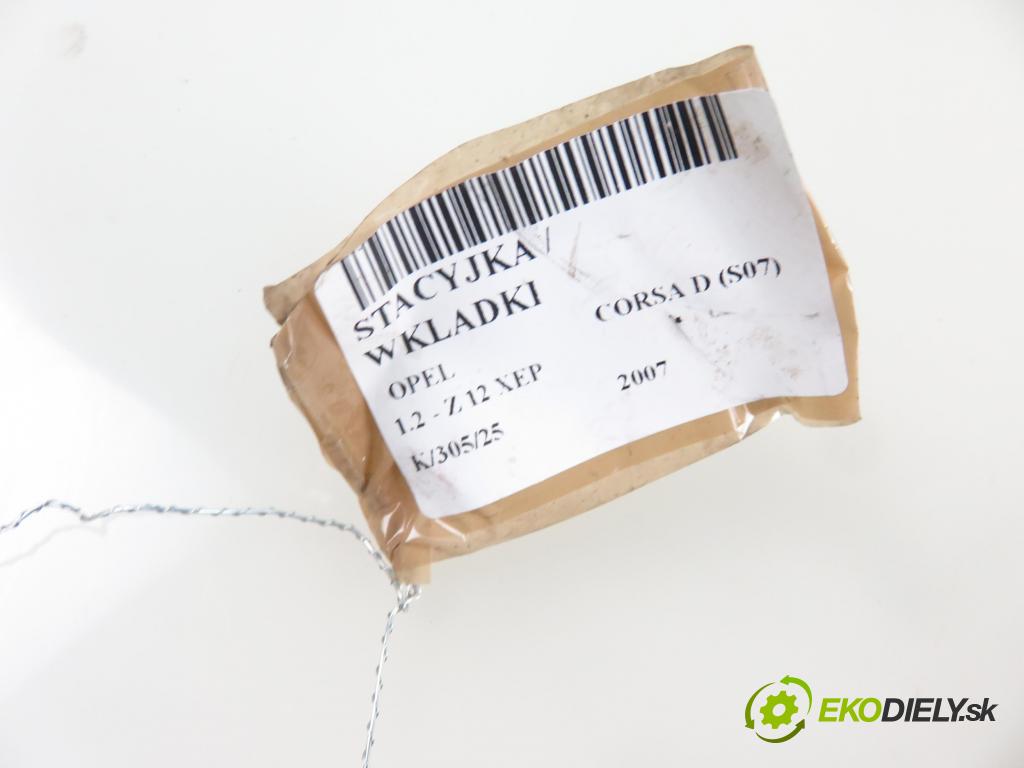 STACYJKA /
WKLADKI
OPEL CORSA D (S07)
1.2 - Z 12 XEP 2007
K/305/25
EKODIELY.sk